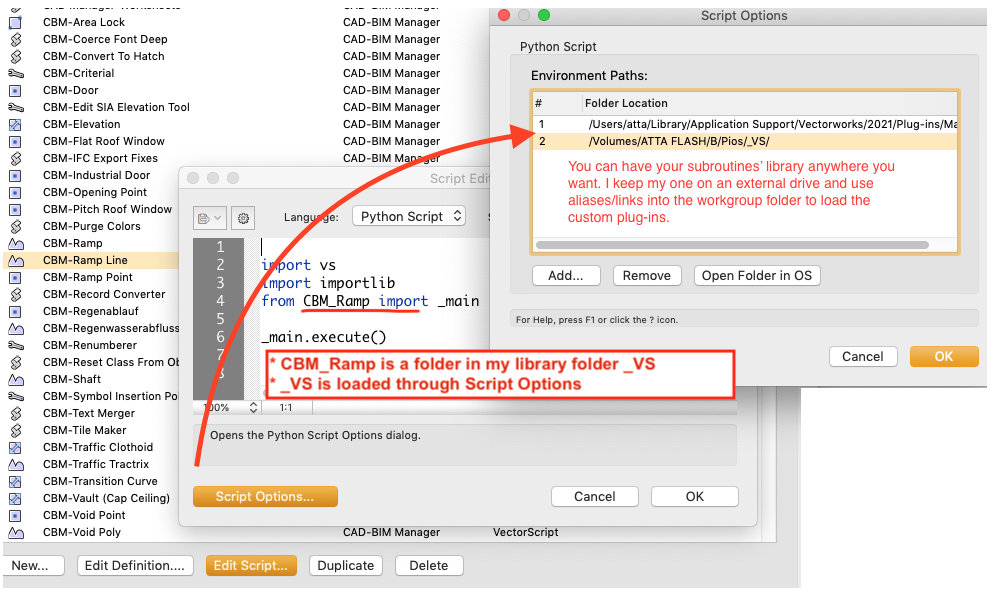 CBM-Area Lock CAD-BIM Manager
CBM-Coerce Font Deep CAD-BIM Manager
CBM-Convert To Hatch CAD-BIM Manager
CBM-Criterial CAD-BIM Manager
CBM-Door CAD-BIM Manager
CBM-Edit SIA Elevation Tool CAD-BIM Manager
CBM-Elevation CAD-BIM Manager
CBM-Flat Roof Window CAD-BIM Manager
CBM-IFC Export Fixes CAD-BIM Manager
CBM-Industrial Door
CBM-Opening Point
CBM-Pitch Roof Window
CBM-Purge Colors
CBM-Ramp
CBM-Ramp Line
CBM-Ramp Point
CBM-Record Converter
CBM-Regenablauf
CBM-Regenwasserabfluss
CBM-Renumberer
CBM-Reset Class From Ob
CBM-Shaft
CBM-Symbol Insertion Po
CBM-Text Merger
CBM-Tile Maker
CBM-Traffic Clothoid
CBM-Traffic Tractrix
CBM-Transition Curve
CBM-Vault (Cap Ceiling)
CBM-Void Point
CBM-Void Poly CAD-BIM Manager VectorScript
New... Edit Definition.... Edit Script... Duplicate Delete
Script Edit
Language: Python Script
1
2 import vs
3 import importlib
4 from CBM_Ramp import _main
5
6 _main.execute()
7
8
* CBM_Ramp is a folder in my library folder _VS
* _VS is loaded through Script Options
100% 1:1
Opens the Python Script Options dialog.
Script Options... Cancel OK
Script Options
Python Script
Environment Paths:
# Folder Location
1 /Users/atta/Library/Application Support/Vectorworks/2021/Plug-ins/Ma
2 /Volumes/ATTA FLASH/B/Pios/_VS/
You can have your subroutines' library anywhere you
want. I keep my one on an external drive and use
aliases/links into the workgroup folder to load the
custom plug-ins.
Add... Remove Open Folder in OS
For Help, press F1 or click the ? icon.
Cancel OK